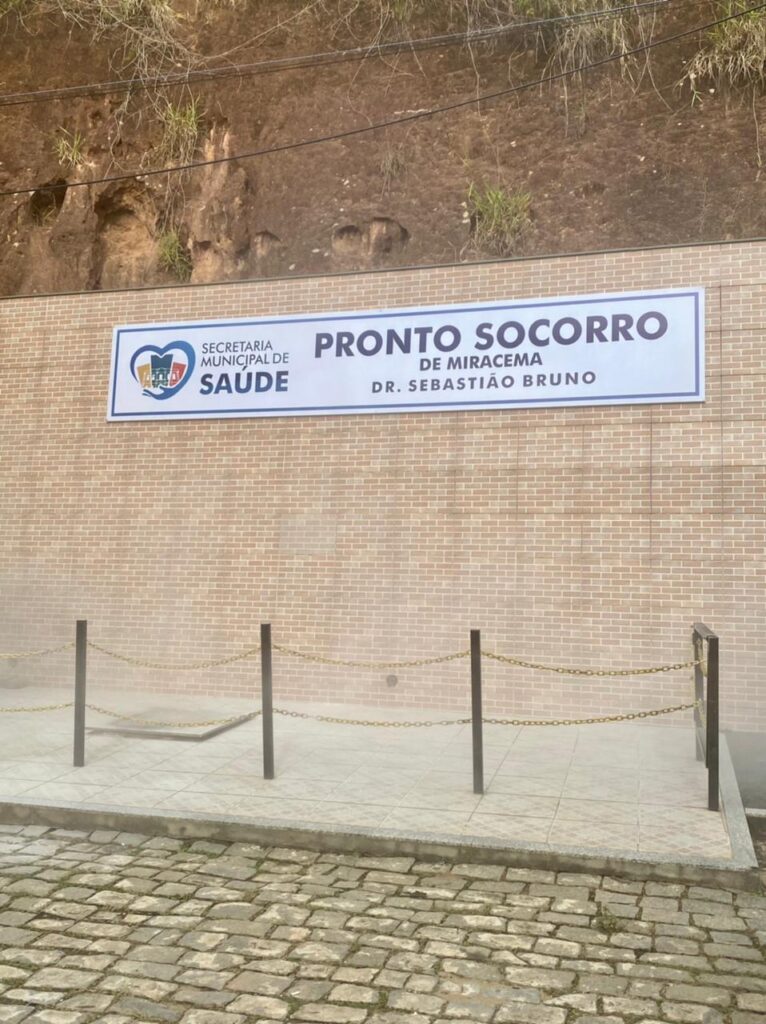 SECRETARIA
MUNICIPAL DE
SAÚDE
PRONTO SOCORRO
DE MIRACEMA
DR. SEBASTIÃO BRUNO